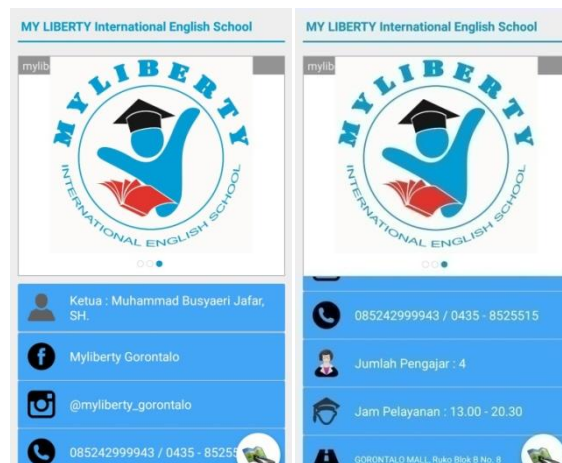 MY LIBERTY International English School
mylib
MYLIBERTY
INTERNATIONAL ENGLISH SCHOOL
Ketua : Muhammad Busyaeri Jafar,
SH.
Myliberty Gorontalo
@myliberty_gorontalo
085242999943 / 0435 - 85255
MY LIBERTY International English School
mylib
MYLIBERTY
INTERNATIONAL ENGLISH SCHOOL
085242999943 / 0435 - 8525515
Jumlah Pengajar : 4
Jam Pelayanan : 13.00 - 20.30
GORONTALO MALL, Ruko Blok B No. 8